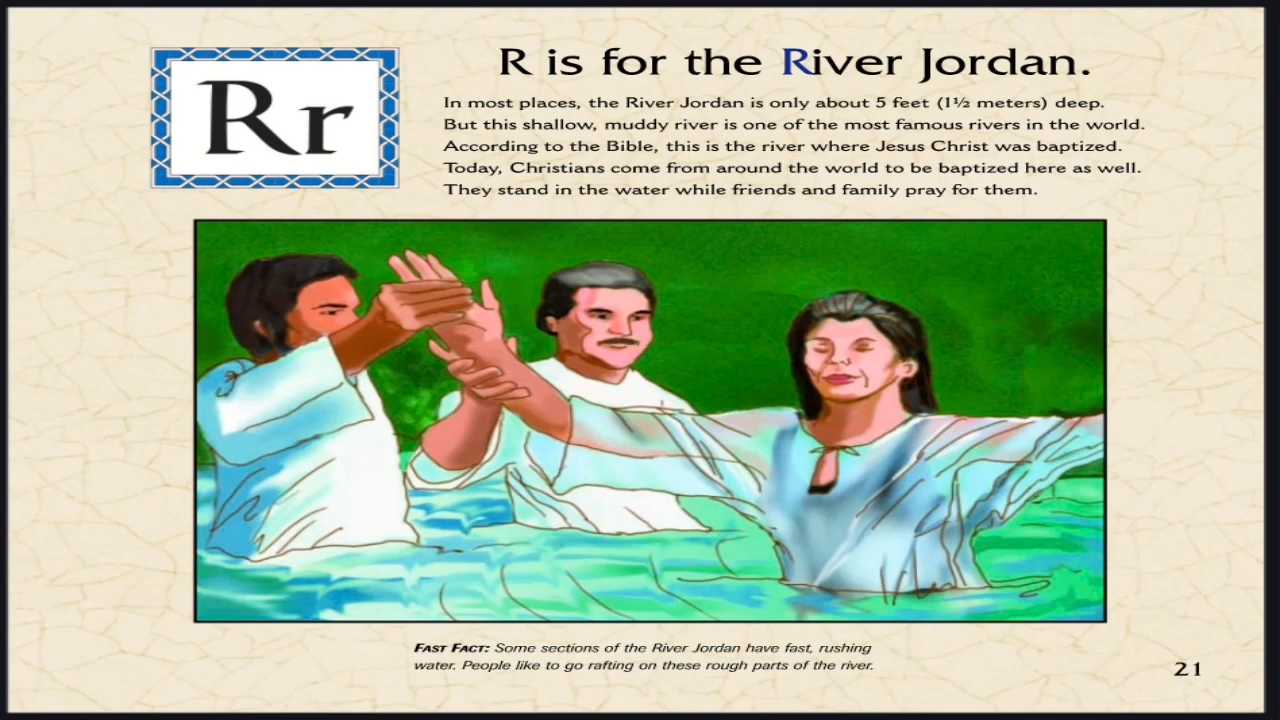 Rr
R is for the River Jordan.
In most places, the River Jordan is only about 5 feet (1½ meters) deep.
But this shallow, muddy river is one of the most famous rivers in the world.
According to the Bible, this is the river where Jesus Christ was baptized.
Today, Christians come from around the world to be baptized here as well.
They stand in the water while friends and family pray for them.
FAST FACT: Some sections of the River Jordan have fast, rushing
water. People like to go rafting on these rough parts of the river.
21